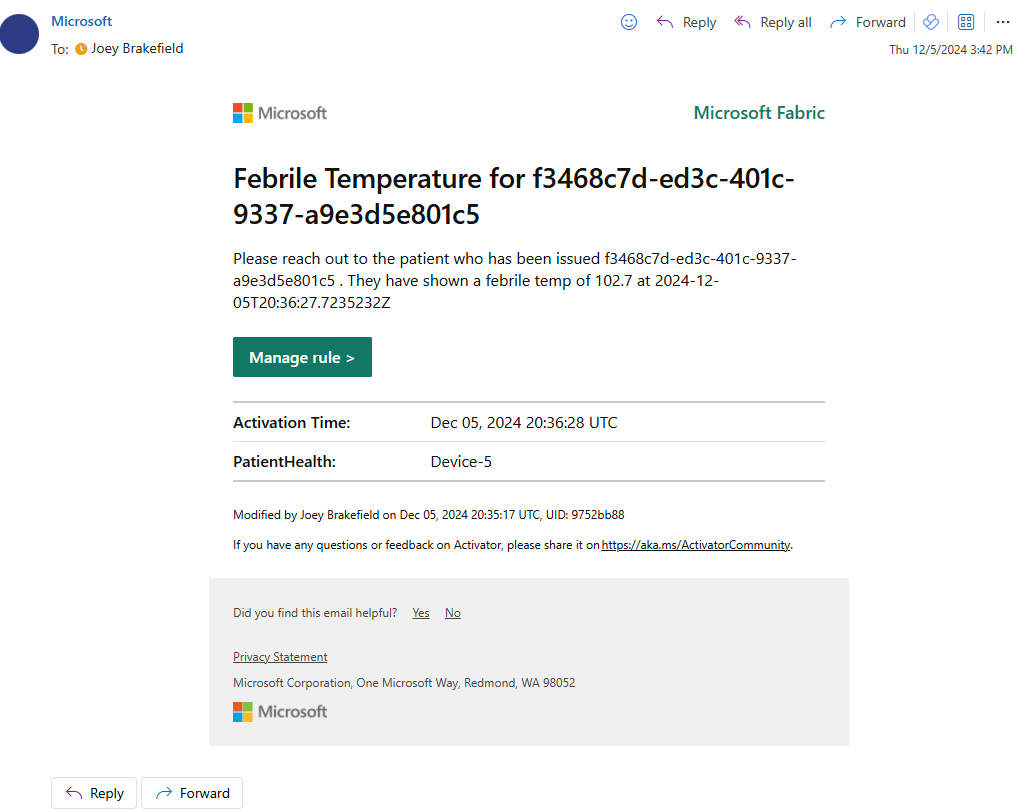 Microsoft
Reply
Reply all
Forward
To: Joey Brakefield
Thu 12/5/2024 3:42 PM
Microsoft
Microsoft Fabric
Febrile Temperature for f3468c7d-ed3c-401c-
9337-a9e3d5e801c5
Please reach out to the patient who has been issued f3468c7d-ed3c-401c-9337-
a9e3d5e801c5 . They have shown a febrile temp of 102.7 at 2024-12-
05T20:36:27.7235232Z
Manage rule >
Activation Time: Dec 05, 2024 20:36:28 UTC
PatientHealth: Device-5
Modified by Joey Brakefield on Dec 05, 2024 20:35:17 UTC, UID: 9752bb88
If you have any questions or feedback on Activator, please share it on https://aka.ms/ActivatorCommunity.
Did you find this email helpful? Yes No
Privacy Statement
Microsoft Corporation, One Microsoft Way, Redmond, WA 98052
Microsoft
Reply
Forward